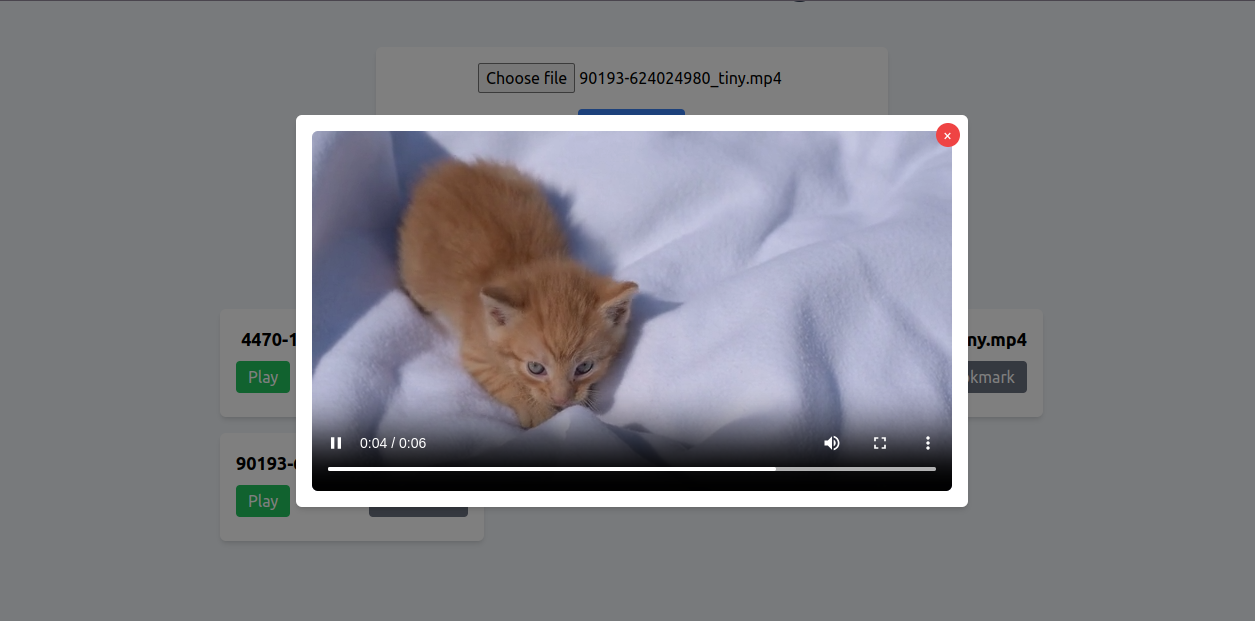 Choose file 90193-624024980_tiny.mp4
×
4470-1
ny.mp4
Play
kmark
0:04 / 0:06
90193-
Play